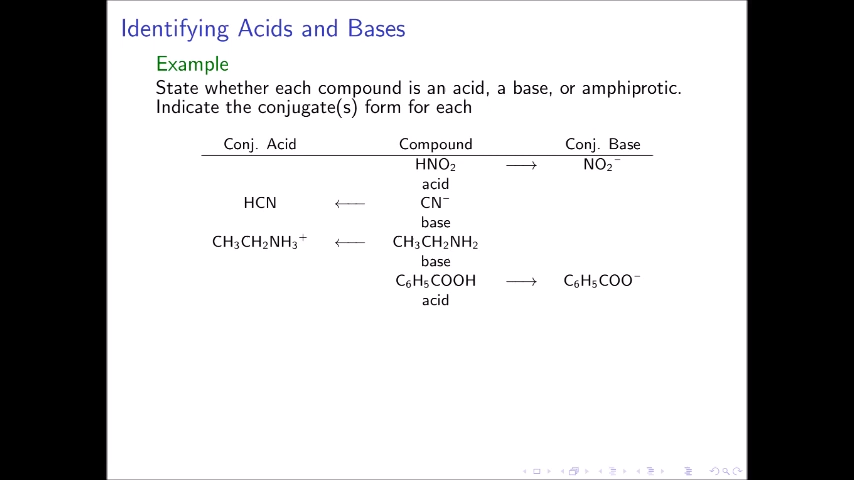 Identifying Acids and Bases
Example
State whether each compound is an acid, a base, or amphiprotic.
Indicate the conjugate(s) form for each
Conj. Acid Compound Conj. Base
HNO₂ ⟶ NO₂⁻
acid
HCN ⟵ CN⁻
base
CH₃CH₂NH₃⁺ ⟵ CH₃CH₂NH₂
base
C₆H₅COOH ⟶ C₆H₅COO⁻
acid